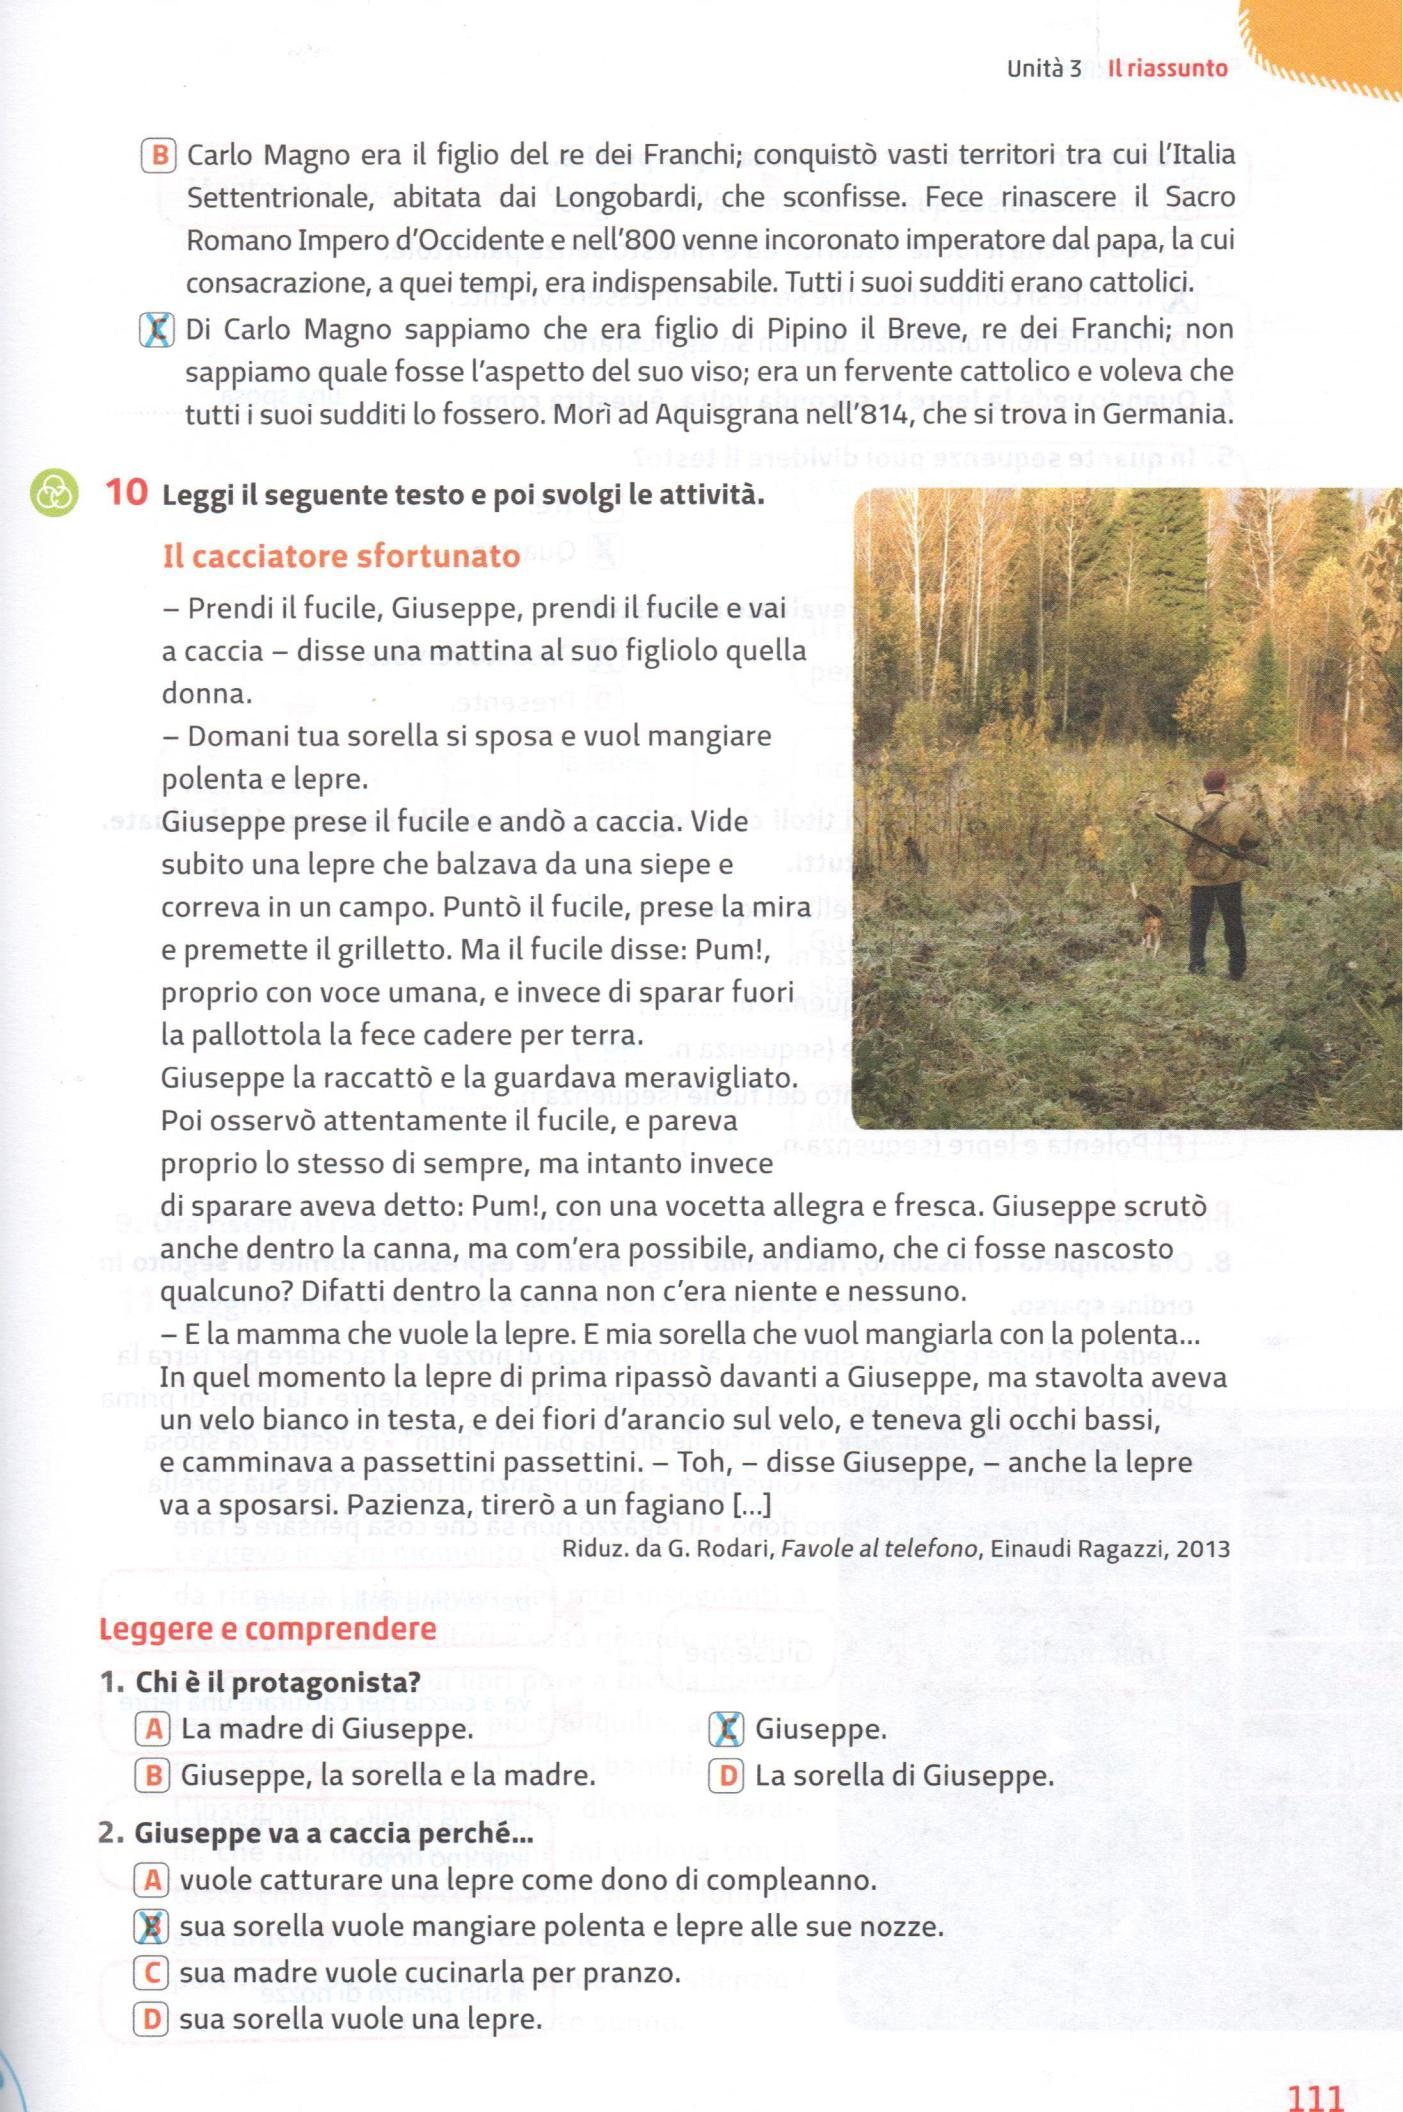 Unità 3 Il riassunto
B Carlo Magno era il figlio del re dei Franchi; conquistò vasti territori tra cui l'Italia
Settentrionale, abitata dai Longobardi, che sconfisse. Fece rinascere il Sacro
Romano Impero d'Occidente e nell'800 venne incoronato imperatore dal papa, la cui
consacrazione, a quei tempi, era indispensabile. Tutti i suoi sudditi erano cattolici.
C Di Carlo Magno sappiamo che era figlio di Pipino il Breve, re dei Franchi; non
sappiamo quale fosse l'aspetto del suo viso; era un fervente cattolico e voleva che
tutti i suoi sudditi lo fossero. Morì ad Aquisgrana nell'814, che si trova in Germania.
10 Leggi il seguente testo e poi svolgi le attività.
Il cacciatore sfortunato
– Prendi il fucile, Giuseppe, prendi il fucile e vai
a caccia – disse una mattina al suo figliolo quella
donna.
– Domani tua sorella si sposa e vuol mangiare
polenta e lepre.
Giuseppe prese il fucile e andò a caccia. Vide
subito una lepre che balzava da una siepe e
correva in un campo. Puntò il fucile, prese la mira
e premette il grilletto. Ma il fucile disse: Pum!,
proprio con voce umana, e invece di sparar fuori
la pallottola la fece cadere per terra.
Giuseppe la raccattò e la guardava meravigliato.
Poi osservò attentamente il fucile, e pareva
proprio lo stesso di sempre, ma intanto invece
di sparare aveva detto: Pum!, con una vocetta allegra e fresca. Giuseppe scrutò
anche dentro la canna, ma com'era possibile, andiamo, che ci fosse nascosto
qualcuno? Difatti dentro la canna non c'era niente e nessuno.
– E la mamma che vuole la lepre. E mia sorella che vuol mangiarla con la polenta...
In quel momento la lepre di prima ripassò davanti a Giuseppe, ma stavolta aveva
un velo bianco in testa, e dei fiori d'arancio sul velo, e teneva gli occhi bassi,
e camminava a passettini passettini. – Toh, – disse Giuseppe, – anche la lepre
va a sposarsi. Pazienza, tirerò a un fagiano [...]
Riduz. da G. Rodari, Favole al telefono, Einaudi Ragazzi, 2013
Leggere e comprendere
1. Chi è il protagonista?
A La madre di Giuseppe. C Giuseppe.
B Giuseppe, la sorella e la madre. D La sorella di Giuseppe.
2. Giuseppe va a caccia perché...
A vuole catturare una lepre come dono di compleanno.
B sua sorella vuole mangiare polenta e lepre alle sue nozze.
C sua madre vuole cucinarla per pranzo.
D sua sorella vuole una lepre.
111